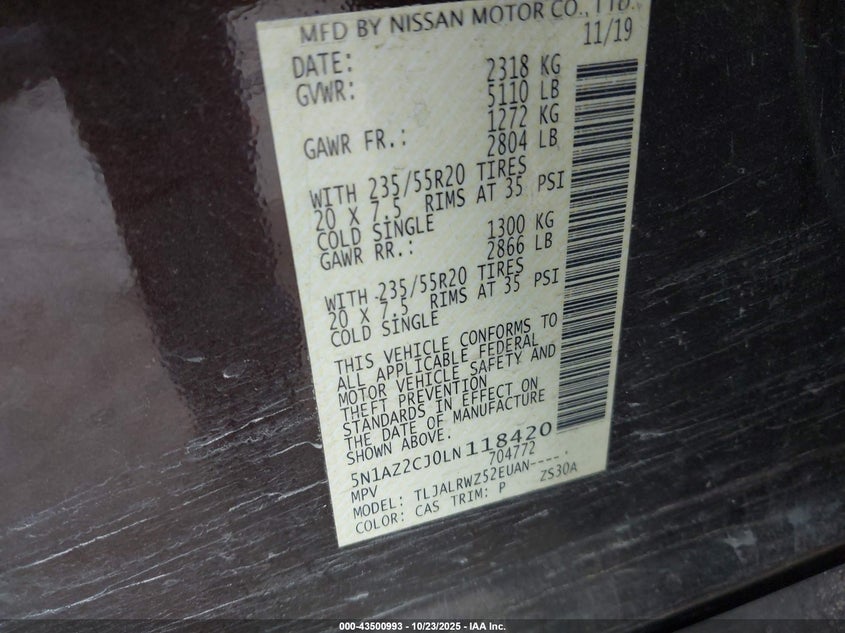 MFD BY NISSAN MOTOR CO., LTD.
11/19
DATE:
GVWR: 2318 KG
5110 LB
1272 KG
GAWR FR.: 2804 LB
WITH 235/55R20 TIRES
20 X 7.5 RIMS AT 35 PSI
COLD SINGLE
1300 KG
GAWR RR.: 2866 LB
WITH 235/55R20 TIRES
20 X 7.5 RIMS AT 35 PSI
COLD SINGLE
THIS VEHICLE CONFORMS TO
ALL APPLICABLE FEDERAL
MOTOR VEHICLE SAFETY AND
THEFT PREVENTION
STANDARDS IN EFFECT ON
THE DATE OF MANUFACTURE
SHOWN ABOVE.
5N1AZ2CJ0LN118420
MPV 704772
MODEL: TLJALRWZ52EUAN----.
COLOR: CAS TRIM: P ZS30A
000-43500993 - 10/23/2025 - IAA Inc.